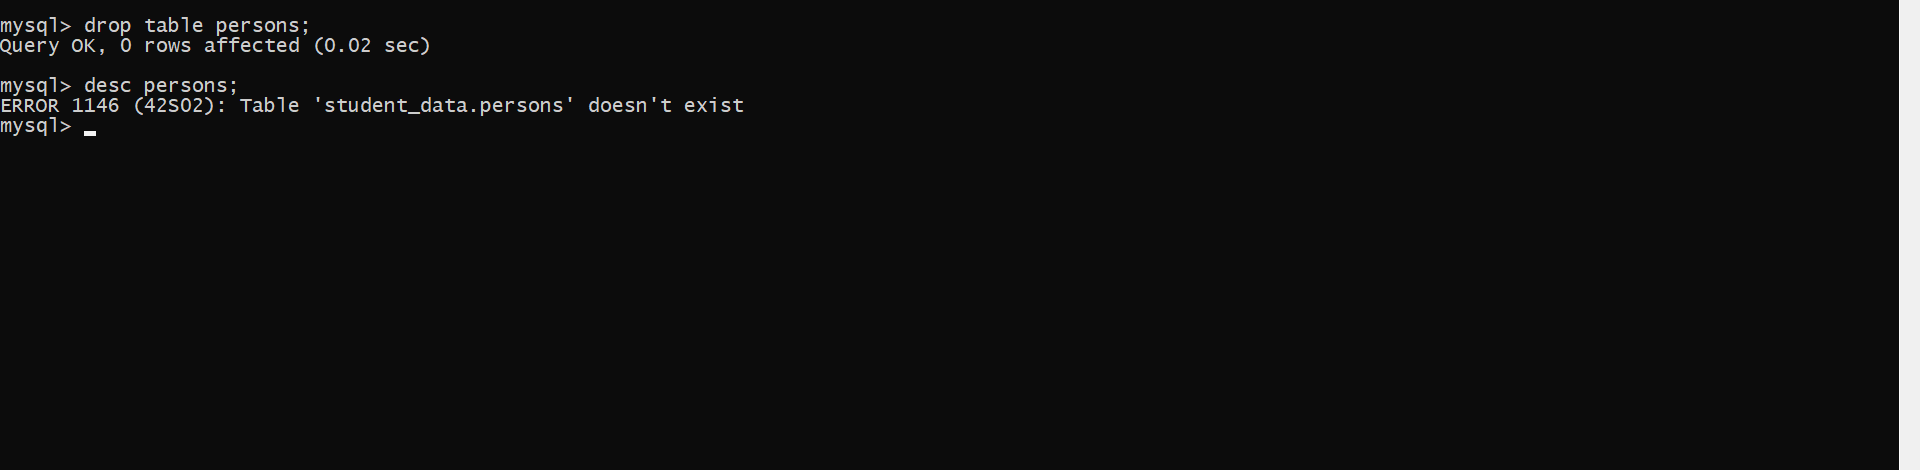 mysql> drop table persons;
Query OK, 0 rows affected (0.02 sec)
mysql> desc persons;
ERROR 1146 (42S02): Table 'student_data.persons' doesn't exist
mysql>